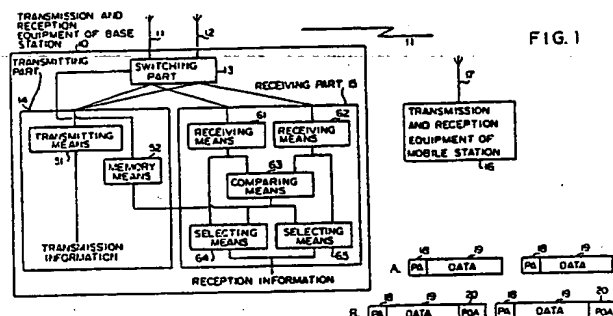 TRANSMISSION AND
RECEPTION
EQUIPMENT OF BASE
STATION 10
11
12
11
FIG. 1
TRANSMITTING
PART
14
SWITCHING
PART
13
RECEIVING PART 15
17
TRANSMITTING
MEANS
51
52
MEMORY
MEANS
61
RECEIVING
MEANS
62
RECEIVING
MEANS
63
COMPARING
MEANS
SELECTING
MEANS
64
SELECTING
MEANS
65
TRANSMISSION
INFORMATION
RECEPTION INFORMATION
TRANSMISSION
AND RECEPTION
EQUIPMENT OF
MOBILE STATION
16
18 19 18 19
A. PA DATA PA DATA
18 19 20 18 19 20
B. PA DATA POA PA DATA POA